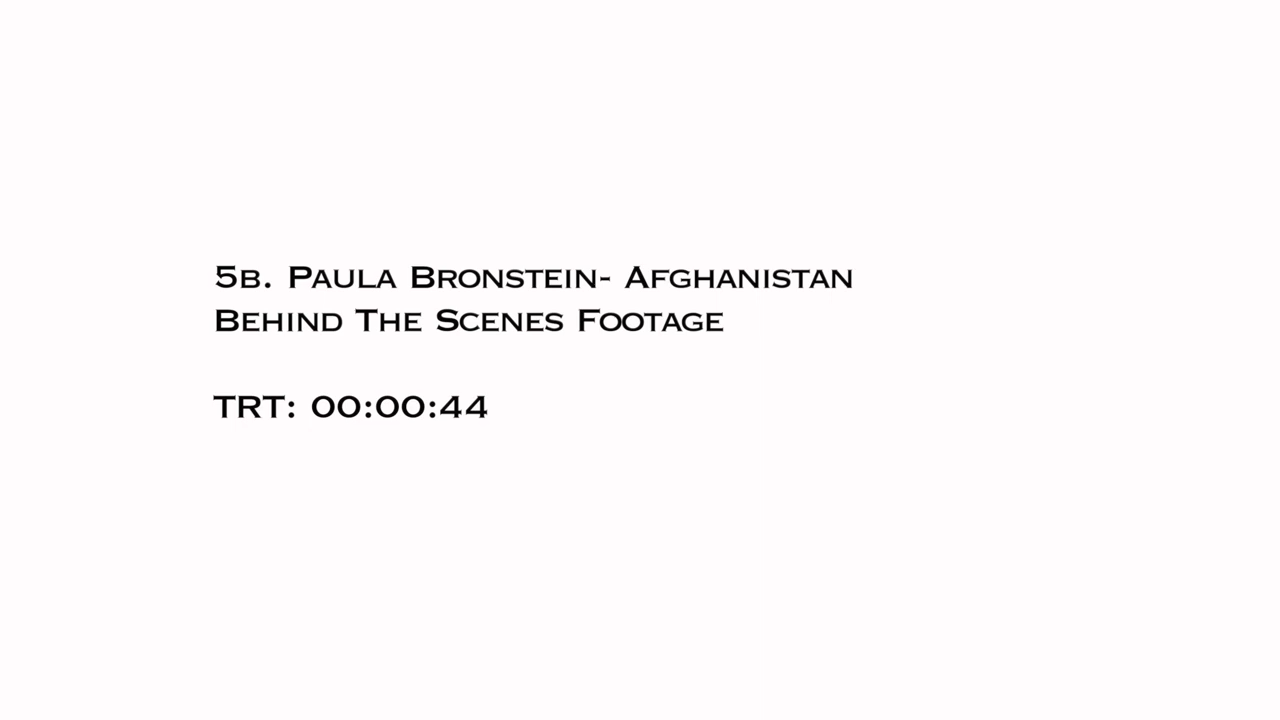 5b. Paula Bronstein- Afghanistan
Behind The Scenes Footage
TRT: 00:00:44